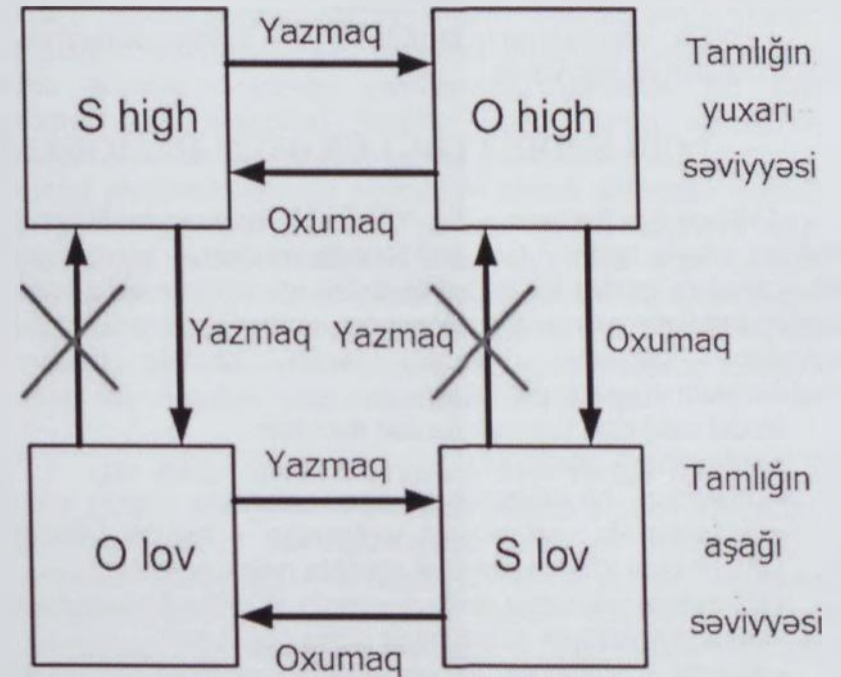 Yazmaq
S high
O high
Oxumaq
Tamlığın
yuxarı
səviyyəsi
Yazmaq
Yazmaq
Oxumaq
Yazmaq
O lov
S lov
Oxumaq
Tamlığın
aşağı
səviyyəsi